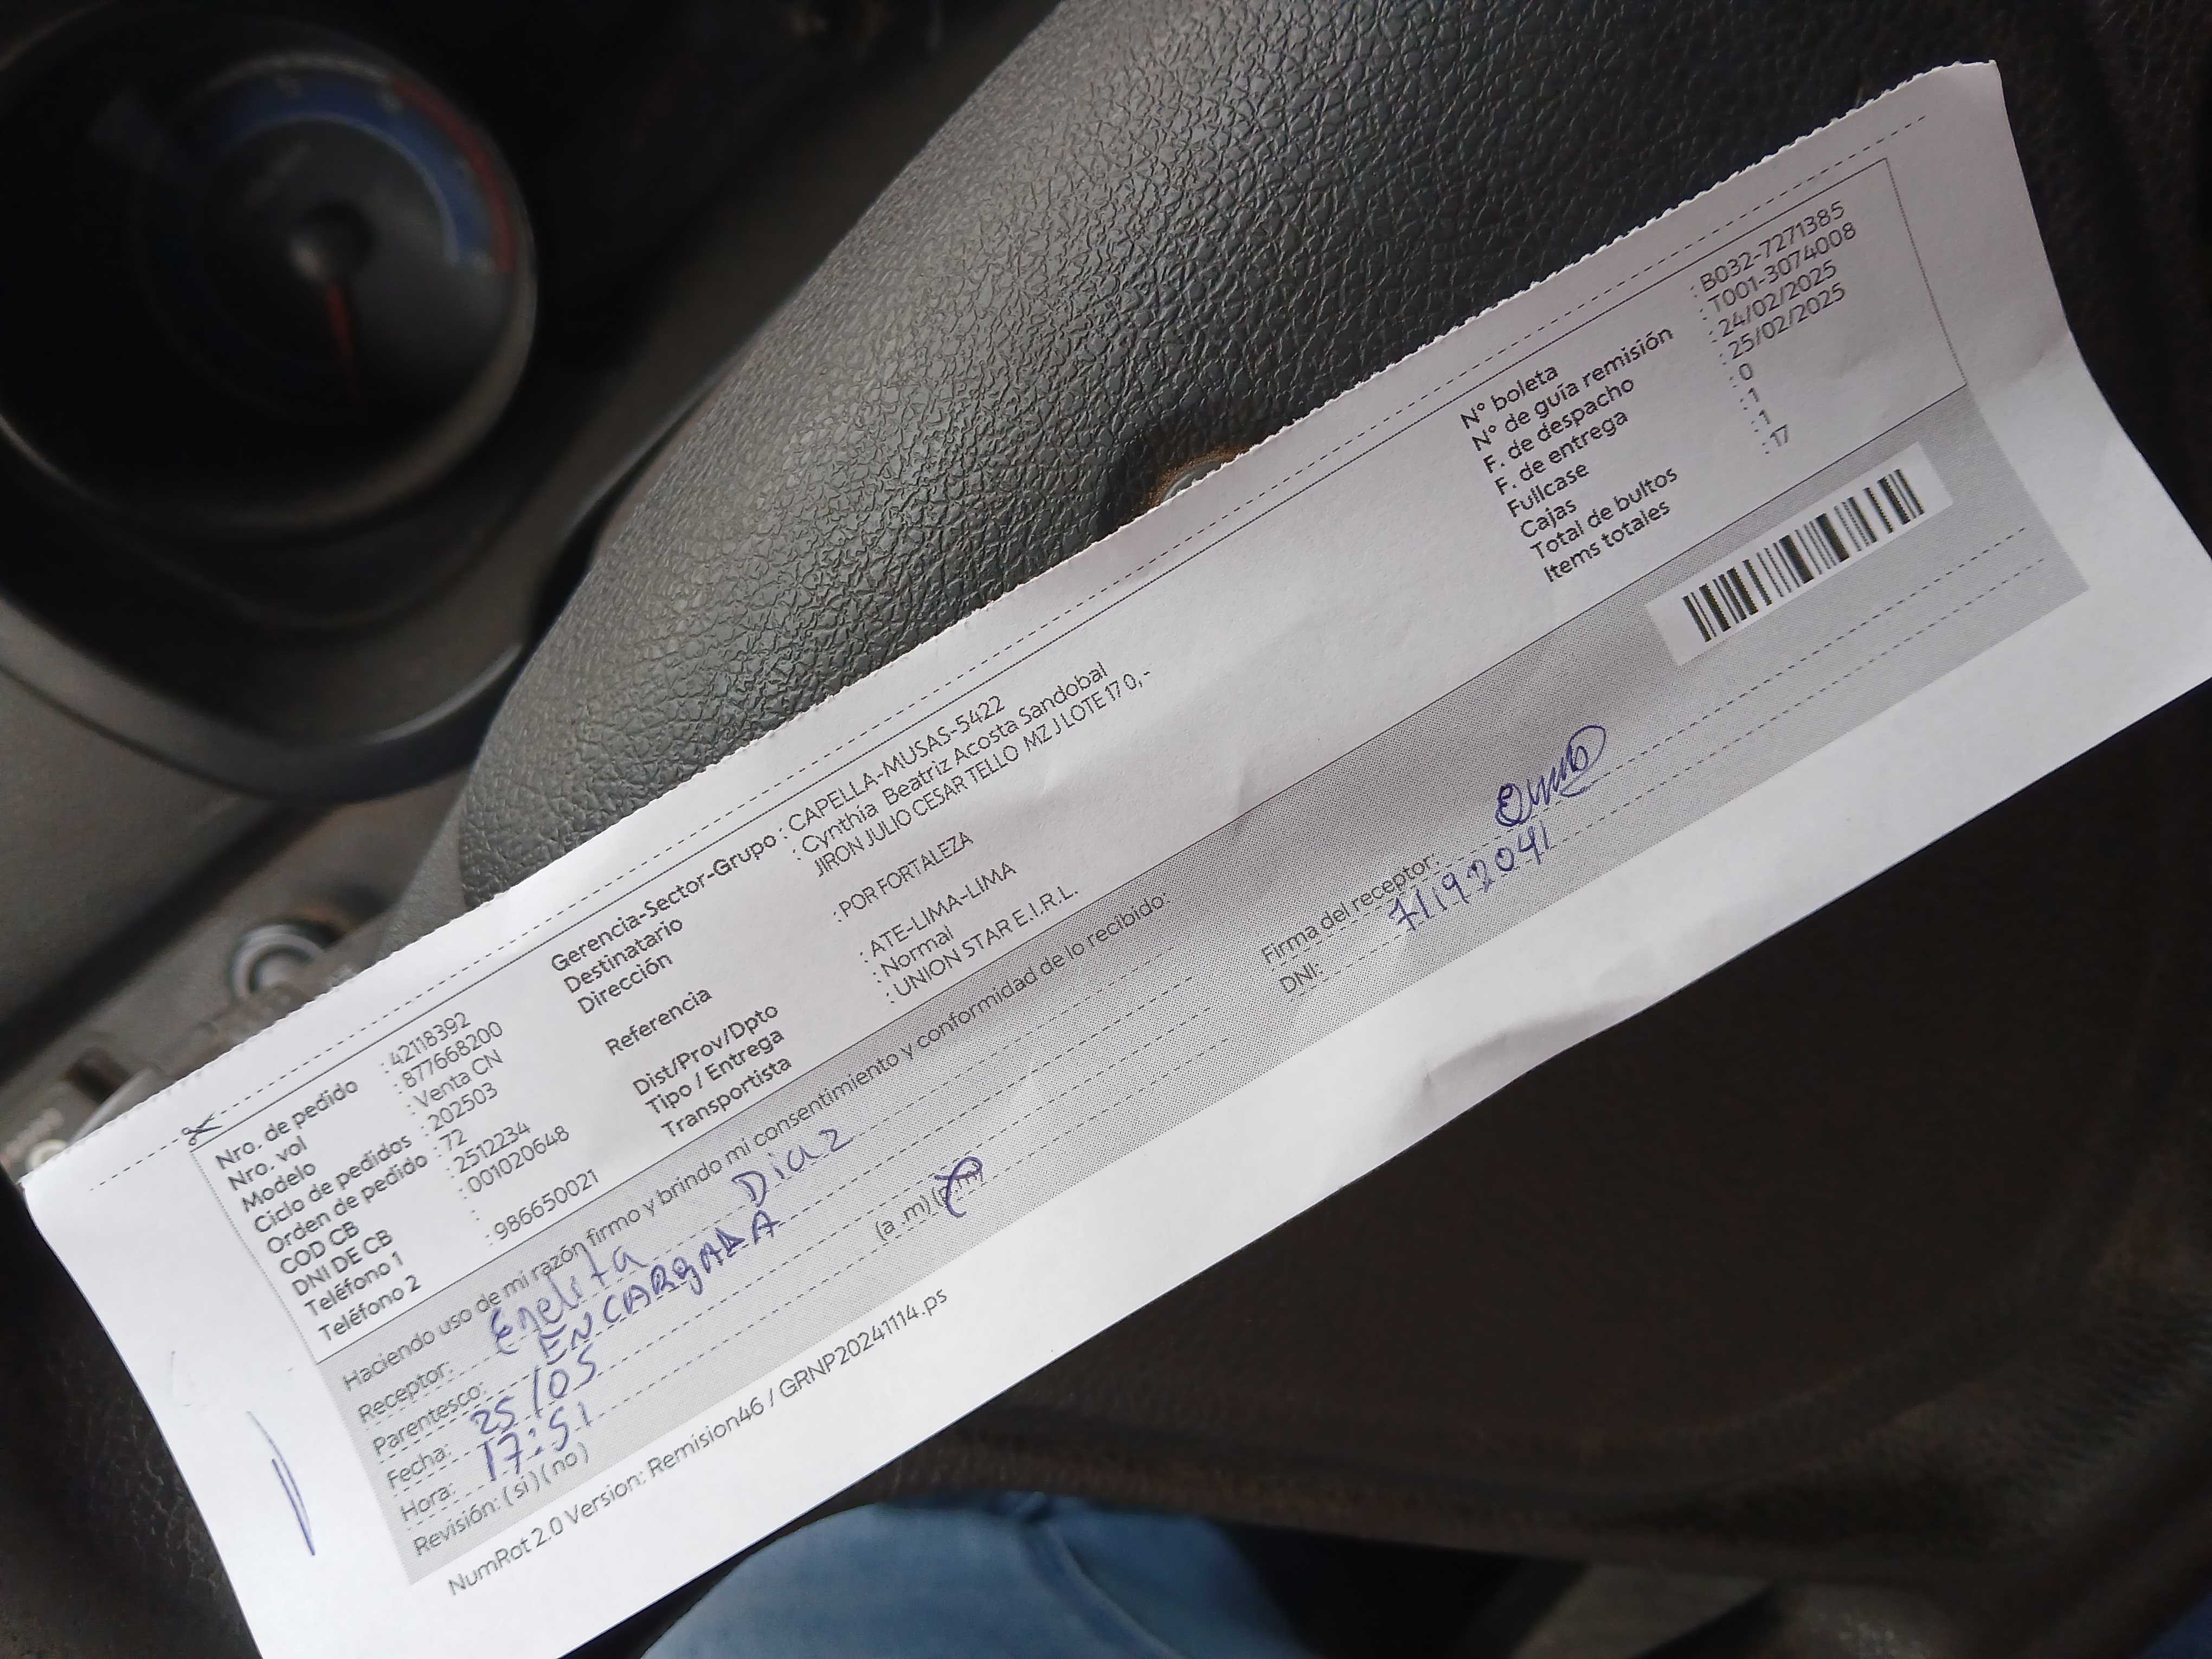 Nro. de pedido : 42118392
Nro. vol : 877668200
Modelo : Venta CN
Ciclo de pedidos : 202503
Orden de pedido : 72
COD CB : 2512234
DNI DE CB : 001020648
Teléfono 1 :
Teléfono 2 : 986650021
Gerencia-Sector-Grupo : CAPELLA-MUSAS-5422
Destinatario : Cynthia Beatriz Acosta Sandobal
Dirección JIRON JULIO CESAR TELLO MZ J LOTE 17 0,-
Referencia : POR FORTALEZA
Dist/Prov/Dpto : ATE-LIMA-LIMA
Tipo / Entrega : Normal
Transportista : UNION STAR E.I.R.L.
N° boleta : B032-7271385
N° de guía remisión : T001-3074008
F. de despacho : 24/02/2025
F. de entrega : 25/02/2025
Fullcase : 0
Cajas : 1
Total de bultos : 1
Items totales : 17
Haciendo uso de mi razón firmo y brindo mi consentimiento y conformidad de lo recibido:
Receptor: Enelita Diaz
Parentesco: ENCARGADA
Fecha: 25/05
Hora: 17:51 (a .m) (p.m)
Revisión: (si) (no)
Firma del receptor:
DNI: 71192041
NumRot 2.0 Version: Remision46 / GRNP20241114.ps